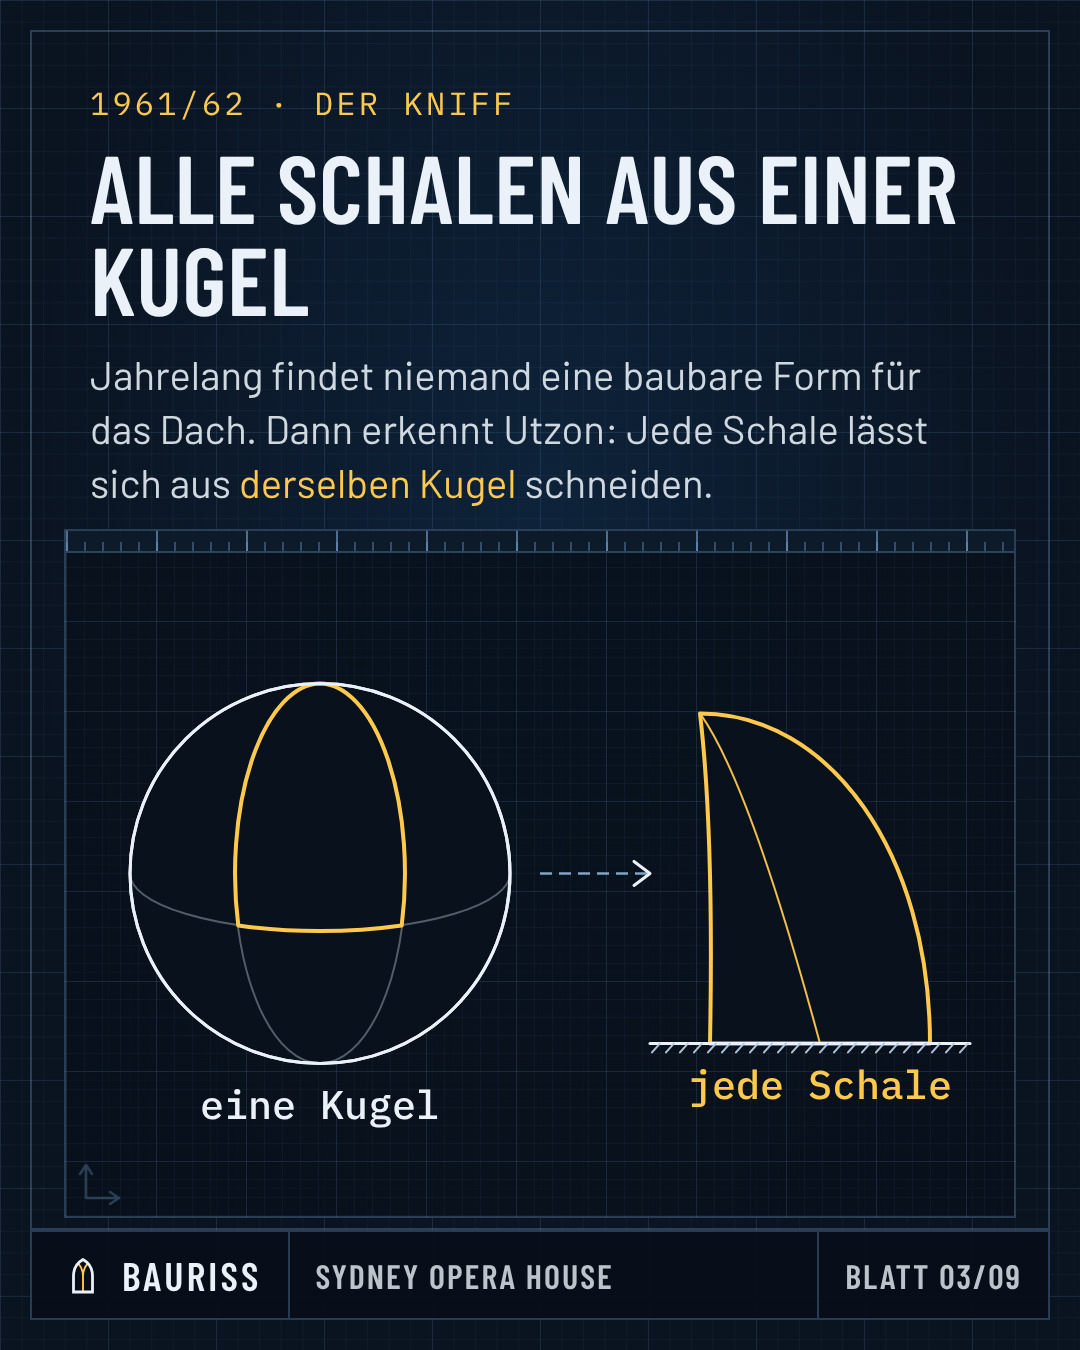 1961/62 · DER KNIFF
ALLE SCHALEN AUS EINER
KUGEL
Jahrelang findet niemand eine baubare Form für
das Dach. Dann erkennt Utzon: Jede Schale lässt
sich aus derselben Kugel schneiden.
eine Kugel
jede Schale
BAURISS
SYDNEY OPERA HOUSE
BLATT 03/09